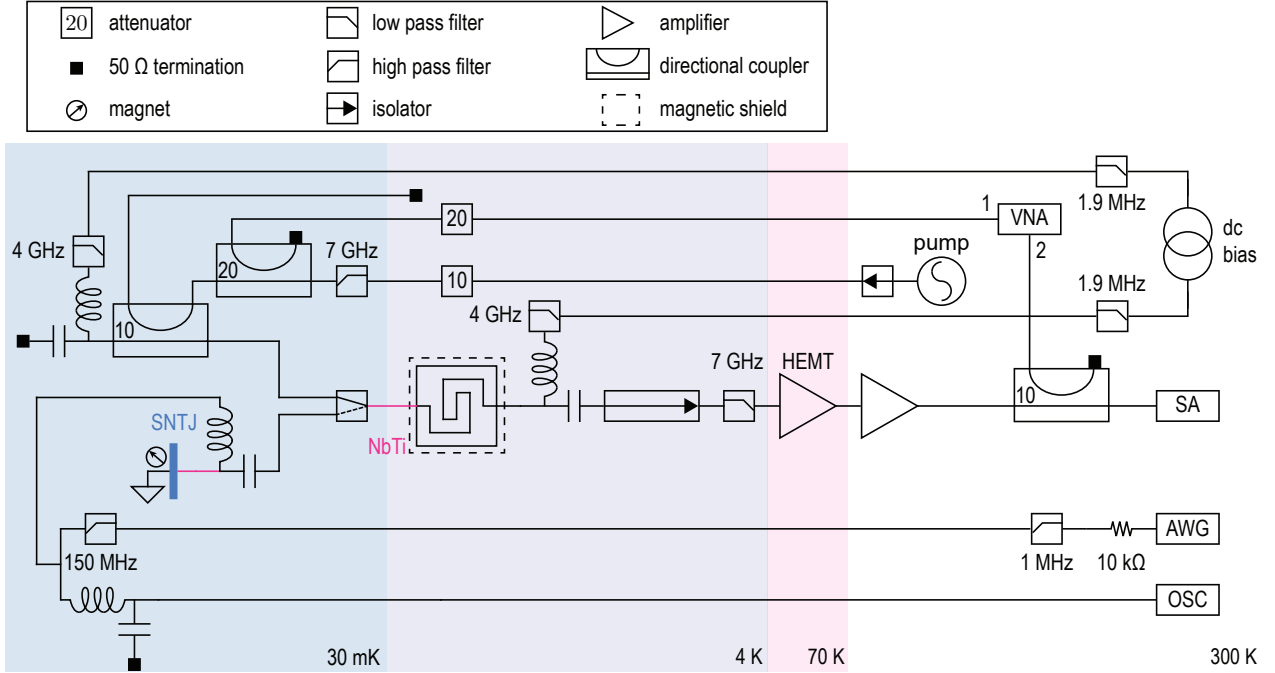 20 attenuator low pass filter amplifier
50 Ω termination high pass filter directional coupler
magnet isolator magnetic shield
1.9 MHz
20 1 VNA
4 GHz 20 7 GHz 2 dc
bias
10 pump
1.9 MHz
10 4 GHz
7 GHz HEMT
10 SA
SNTJ
NbTi
AWG
150 MHz 1 MHz 10 kΩ
OSC
30 mK 4 K 70 K 300 K